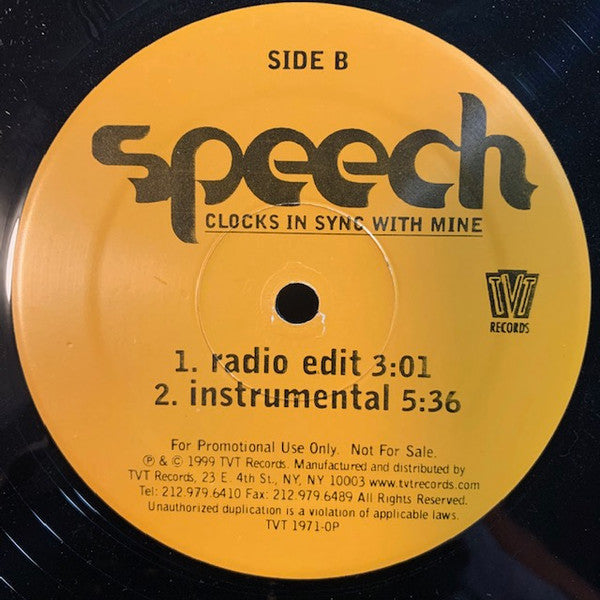 SIDE B
speech
CLOCKS IN SYNC WITH MINE
TVT
RECORDS
1. radio edit 3:01
2. instrumental 5:36
For Promotional Use Only. Not For Sale.
℗ & © 1999 TVT Records. Manufactured and distributed by
TVT Records, 23 E. 4th St., NY, NY 10003 www.tvtrecords.com
Tel: 212.979.6410 Fax: 212.979.6489 All Rights Reserved.
Unauthorized duplication is a violation of applicable laws.
TVT 1971-0P